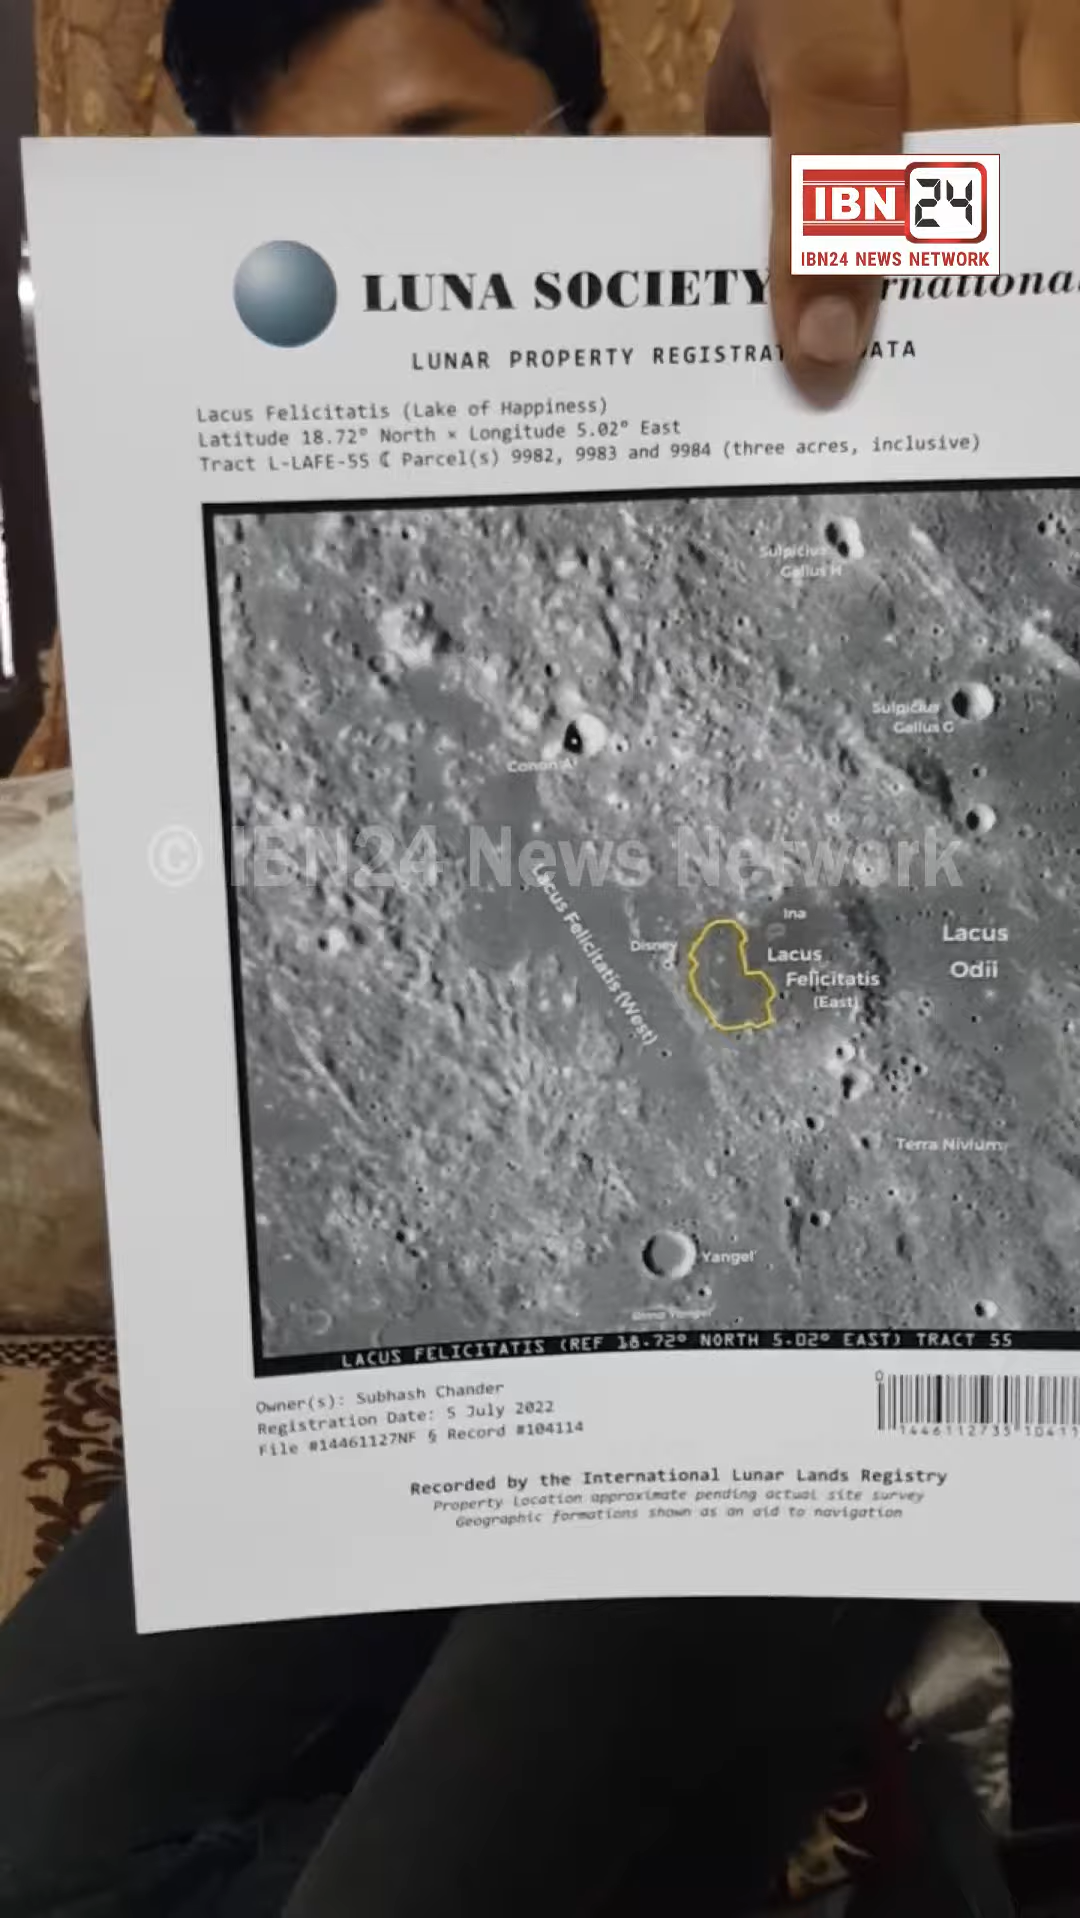 IBN 24
IBN24 NEWS NETWORK
LUNA SOCIETY
LUNAR PROPERTY
Lacus Felicitatis (Lake of Happiness)
Latitude 18.72° North × Longitude 5.02° East
Tract L-LAFE-55 ☾ Parcel(s) 9982, 9983 and 9984 (three acres, inclusive)
Sulpicius
Gallus H
Sulpicius
Gallus G
Conon A
© IBN24 News Network
Lacus Felicitatis (West)
Ina
Disney
Lacus
Felicitatis
(East)
Lacus
Odii
Terra Nivium
Yangel'
LACUS FELICITATIS (REF 18.72° NORTH 5.02° EAST) TRACT 55
Owner(s): Subhash Chander
Registration Date: 5 July 2022
File #14461127NF § Record #104114
0
Recorded by the International Lunar Lands Registry
Property Location approximate pending actual site survey
Geographic formations shown as an aid to navigation